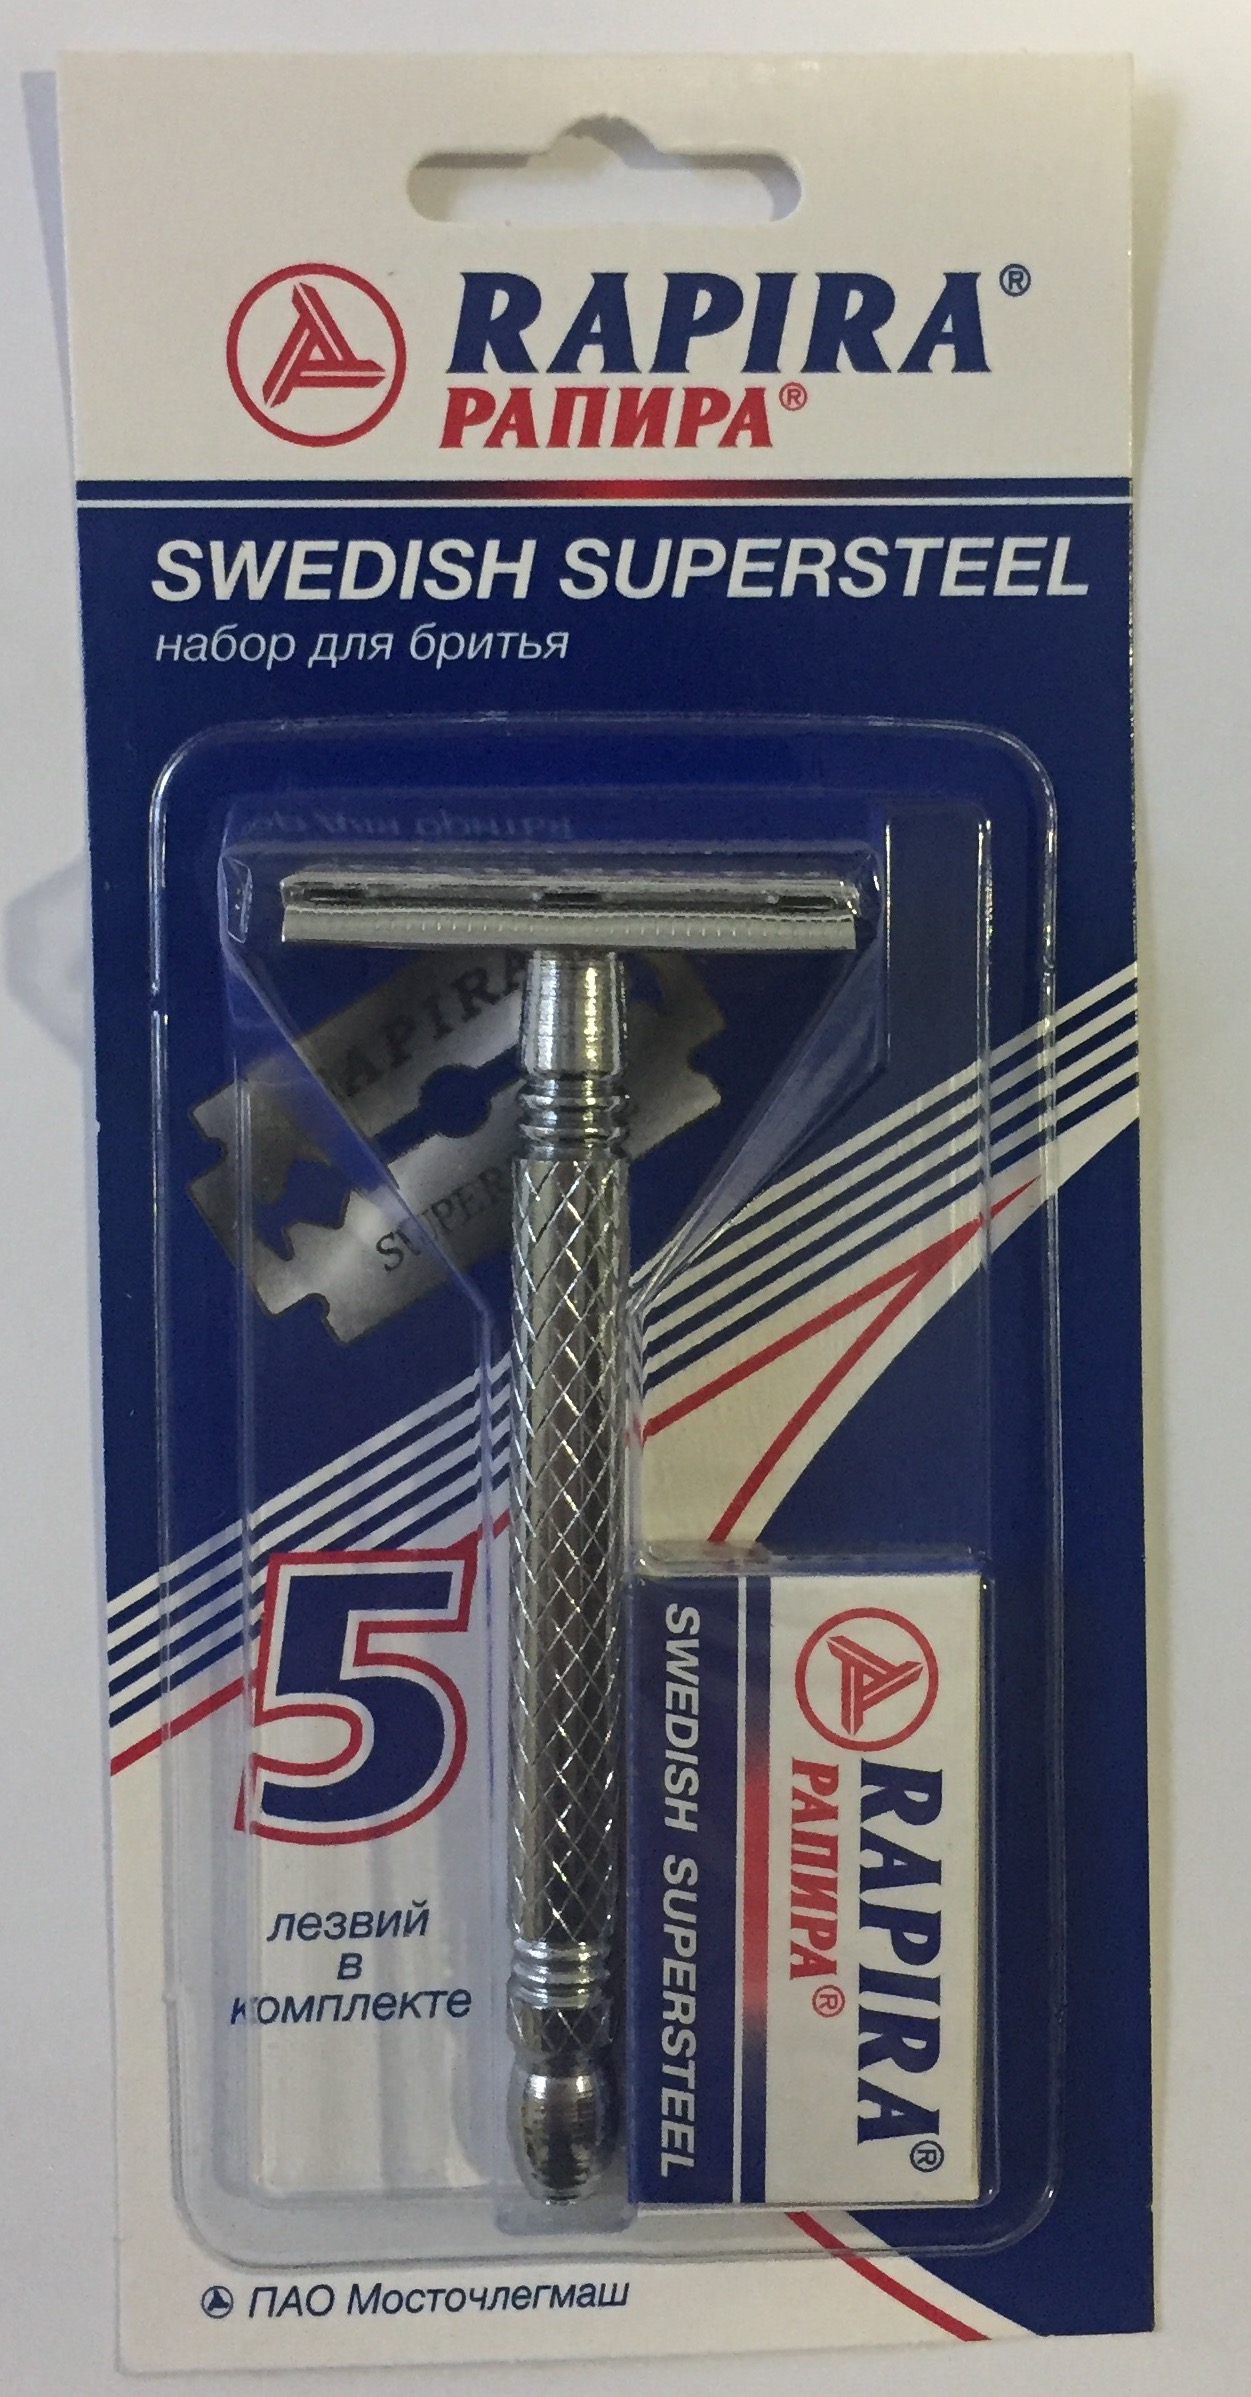 RAPIRA®
РАПИРА®
SWEDISH SUPERSTEEL
набор для бритья
RAPIRA
SUPER
5
лезвий
в
комплекте
RAPIRA®
РАПИРА®
SWEDISH SUPERSTEEL
ПАО Мосточлегмаш